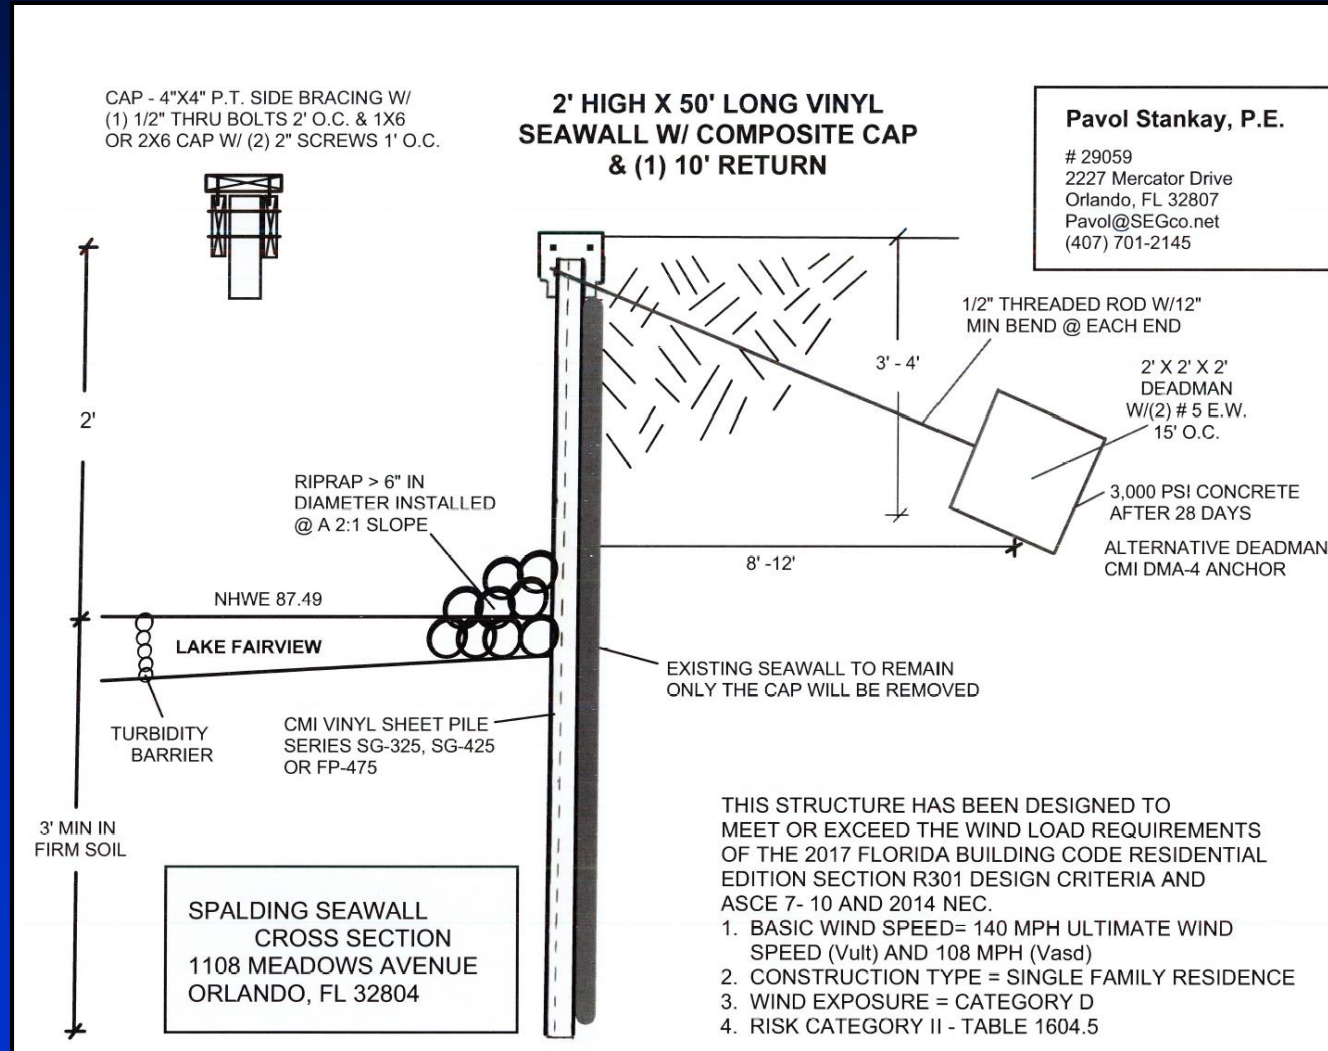 CAP - 4"X4" P.T. SIDE BRACING W/
(1) 1/2" THRU BOLTS 2' O.C. & 1X6
OR 2X6 CAP W/ (2) 2" SCREWS 1' O.C.
2' HIGH X 50' LONG VINYL
SEAWALL W/ COMPOSITE CAP
& (1) 10' RETURN
Pavol Stankay, P.E.
# 29059
2227 Mercator Drive
Orlando, FL 32807
Pavol@SEGco.net
(407) 701-2145
1/2" THREADED ROD W/12"
MIN BEND @ EACH END
3' - 4'
2' X 2' X 2'
DEADMAN
W/(2) # 5 E.W.
15' O.C.
2'
RIPRAP > 6" IN
DIAMETER INSTALLED
@ A 2:1 SLOPE
3,000 PSI CONCRETE
AFTER 28 DAYS
ALTERNATIVE DEADMAN
CMI DMA-4 ANCHOR
8' -12'
NHWE 87.49
LAKE FAIRVIEW
EXISTING SEAWALL TO REMAIN
ONLY THE CAP WILL BE REMOVED
TURBIDITY
BARRIER
CMI VINYL SHEET PILE
SERIES SG-325, SG-425
OR FP-475
3' MIN IN
FIRM SOIL
SPALDING SEAWALL
CROSS SECTION
1108 MEADOWS AVENUE
ORLANDO, FL 32804
THIS STRUCTURE HAS BEEN DESIGNED TO
MEET OR EXCEED THE WIND LOAD REQUIREMENTS
OF THE 2017 FLORIDA BUILDING CODE RESIDENTIAL
EDITION SECTION R301 DESIGN CRITERIA AND
ASCE 7- 10 AND 2014 NEC.
1. BASIC WIND SPEED= 140 MPH ULTIMATE WIND
SPEED (Vult) AND 108 MPH (Vasd)
2. CONSTRUCTION TYPE = SINGLE FAMILY RESIDENCE
3. WIND EXPOSURE = CATEGORY D
4. RISK CATEGORY II - TABLE 1604.5